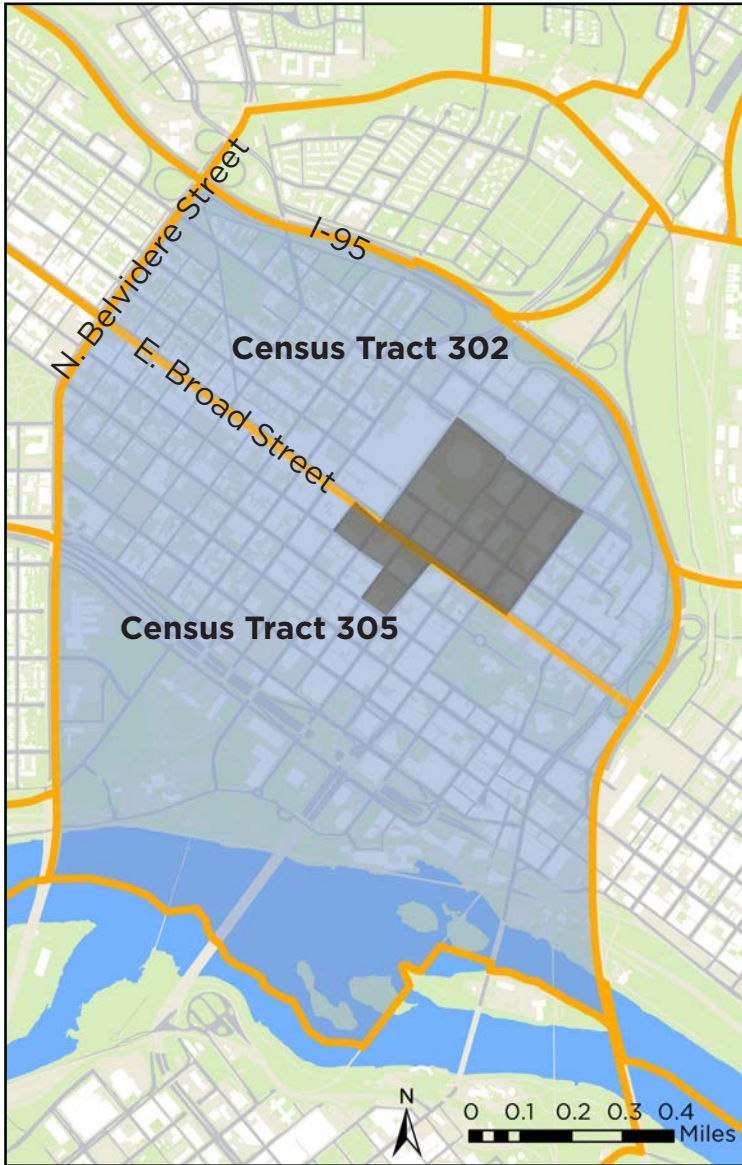 N. Belvidere Street
I-95
Census Tract 302
E. Broad Street
Census Tract 305
N
0 0.1 0.2 0.3 0.4
Miles